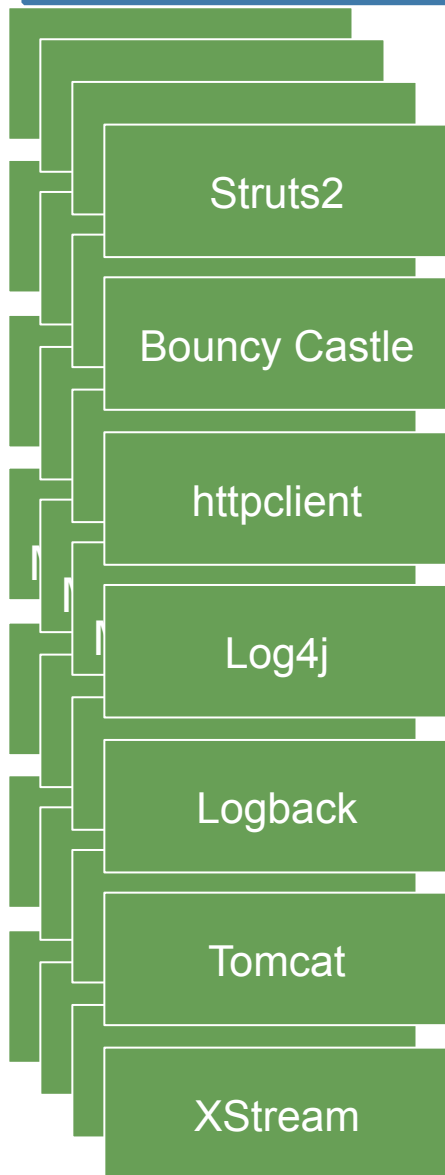 Struts2
Bouncy Castle
httpclient
Log4j
Logback
Tomcat
XStream